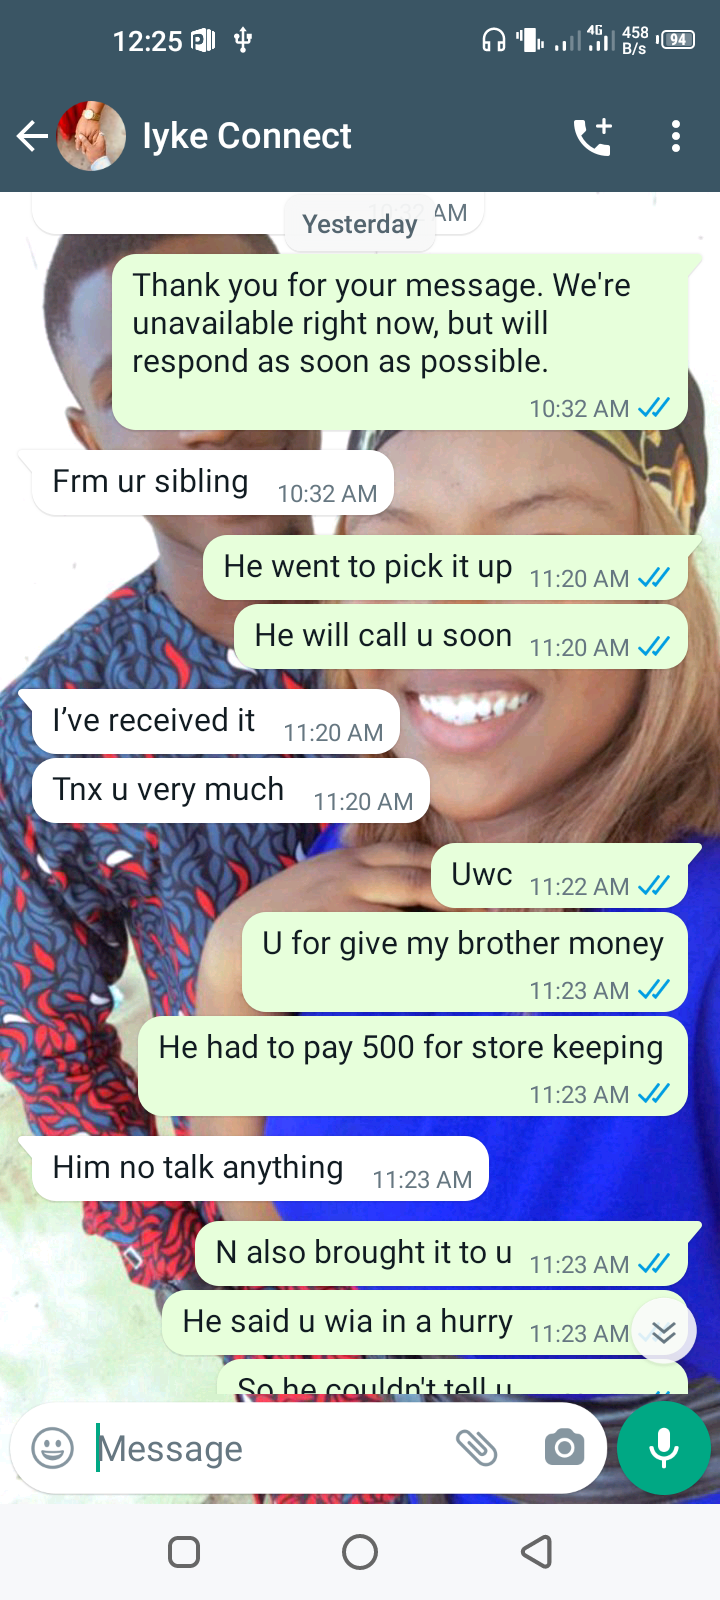 12:25
4G
458
B/s
94
Iyke Connect
10:32 AM
Yesterday
Thank you for your message. We're
unavailable right now, but will
respond as soon as possible.
10:32 AM
Frm ur sibling 10:32 AM
He went to pick it up 11:20 AM
He will call u soon 11:20 AM
I've received it 11:20 AM
Tnx u very much 11:20 AM
Uwc 11:22 AM
U for give my brother money
11:23 AM
He had to pay 500 for store keeping
11:23 AM
Him no talk anything 11:23 AM
N also brought it to u 11:23 AM
He said u wia in a hurry 11:23 AM
So he couldn't tell u
Message